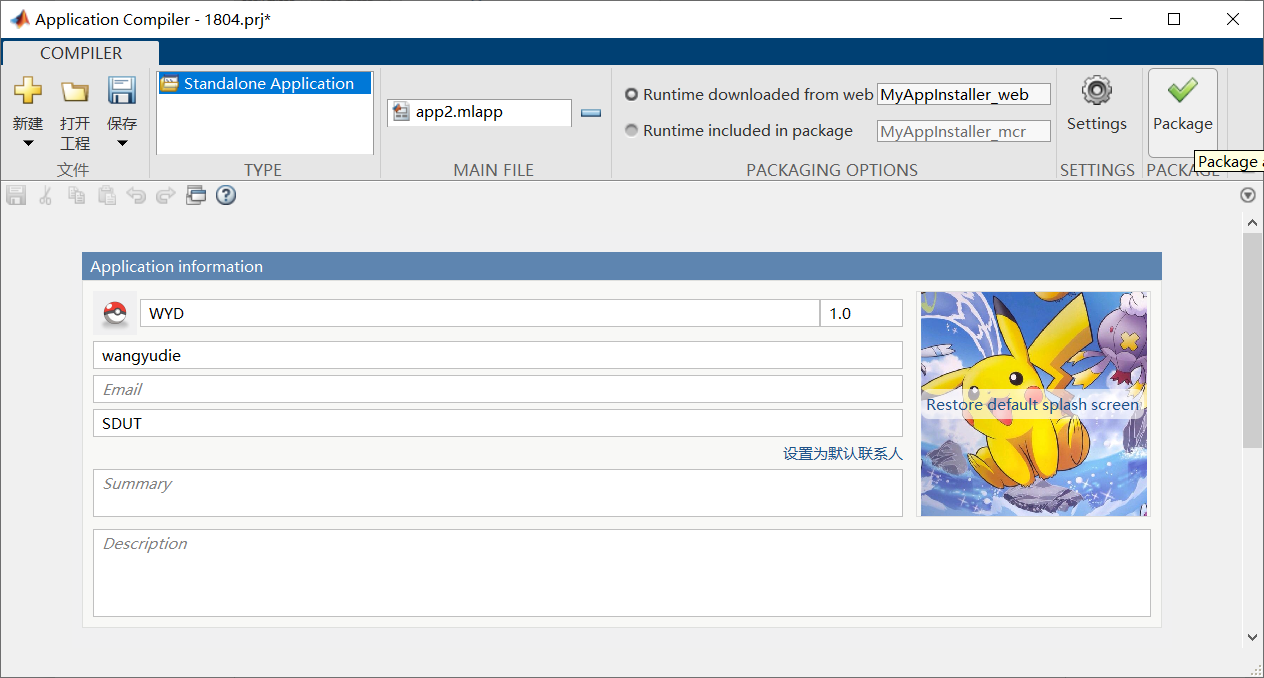 Application Compiler - 1804.prj*
COMPILER
新建
打开
工程
保存
文件
Standalone Application
TYPE
app2.mlapp
MAIN FILE
Runtime downloaded from web MyAppInstaller_web
Runtime included in package MyAppInstaller_mcr
PACKAGING OPTIONS
Settings
SETTINGS
Package
PACKAGE
Package a
Application information
WYD 1.0
wangyudie
Email
SDUT
设置为默认联系人
Summary
Restore default splash screen
Description